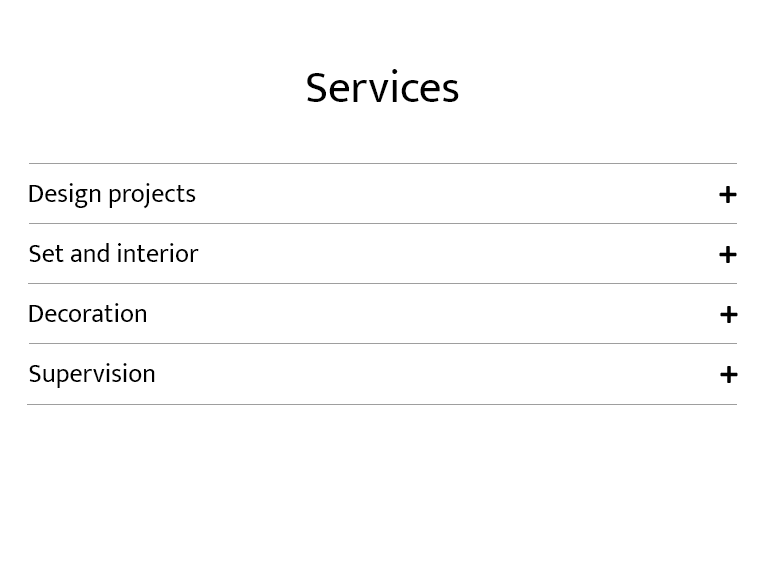 Services
Design projects
Set and interior
Decoration
Supervision